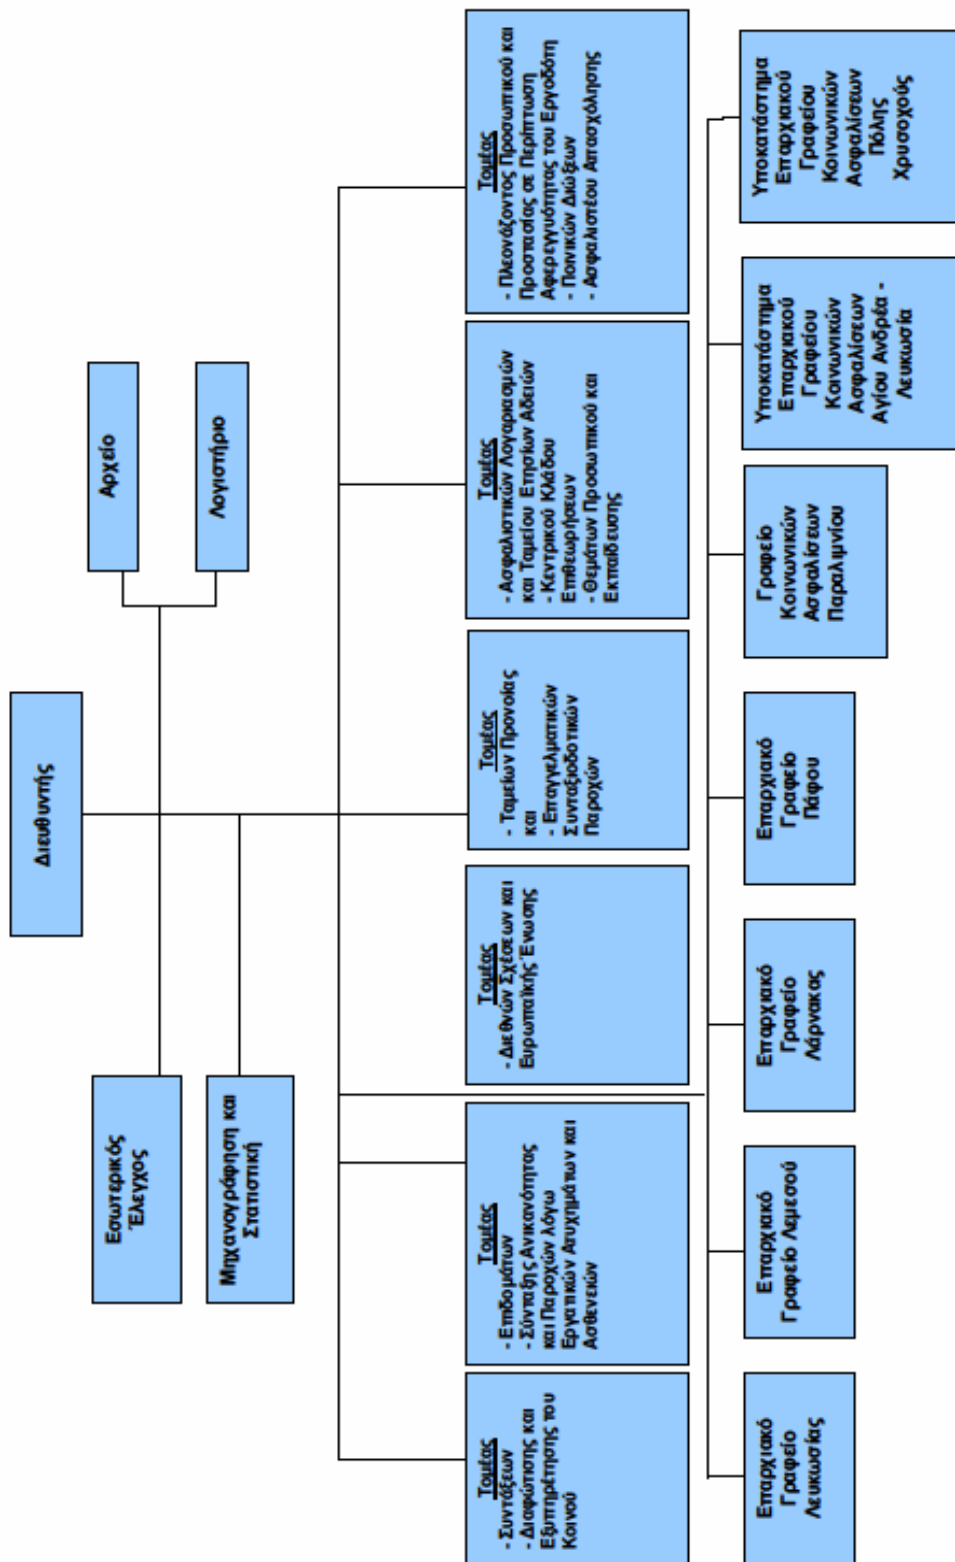 Διευθυντής
Εσωτερικός
Έλεγχος
Μηχανογράφηση και
Στατιστική
Αρχείο
Λογιστήριο
Τομέας
- Συντάξεων
- Διαφώτισης και
Εξυπηρέτησης του
Κοινού
Τομέας
- Επιδομάτων
- Σύνταξης Ανικανότητας
και Παροχών λόγω
Εργατικών Ατυχημάτων και
Ασθενειών
Τομέας
- Διεθνών Σχέσεων και
Ευρωπαϊκής Ένωσης
Τομέας
- Ταμείων Προνοίας
και
- Επαγγελματικών
Συνταξιοδοτικών
Παροχών
Τομέας
- Ασφαλιστικών Λογαριασμών
και Ταμείου Ετησίων Αδειών
- Κεντρικού Κλάδου
Επιθεωρήσεων
- Θεμάτων Προσωπικού και
Εκπαίδευσης
Τομέας
- Πλεονάζοντος Προσωπικού και
Προστασίας σε Περίπτωση
Αφερεγγυότητας του Εργοδότη
- Ποινικών Διώξεων
- Ασφαλιστέου Απασχόλησης
Επαρχιακό
Γραφείο
Λευκωσίας
Επαρχιακό
Γραφείο Λεμεσού
Επαρχιακό
Γραφείο
Λάρνακας
Επαρχιακό
Γραφείο
Πάφου
Γραφείο
Κοινωνικών
Ασφαλίσεων
Παραλιμνίου
Υποκατάστημα
Επαρχιακού
Γραφείου
Κοινωνικών
Ασφαλίσεων
Αγίου Ανδρέα -
Λευκωσία
Υποκατάστημα
Επαρχιακού
Γραφείου
Κοινωνικών
Ασφαλίσεων
Πόλης
Χρυσοχούς